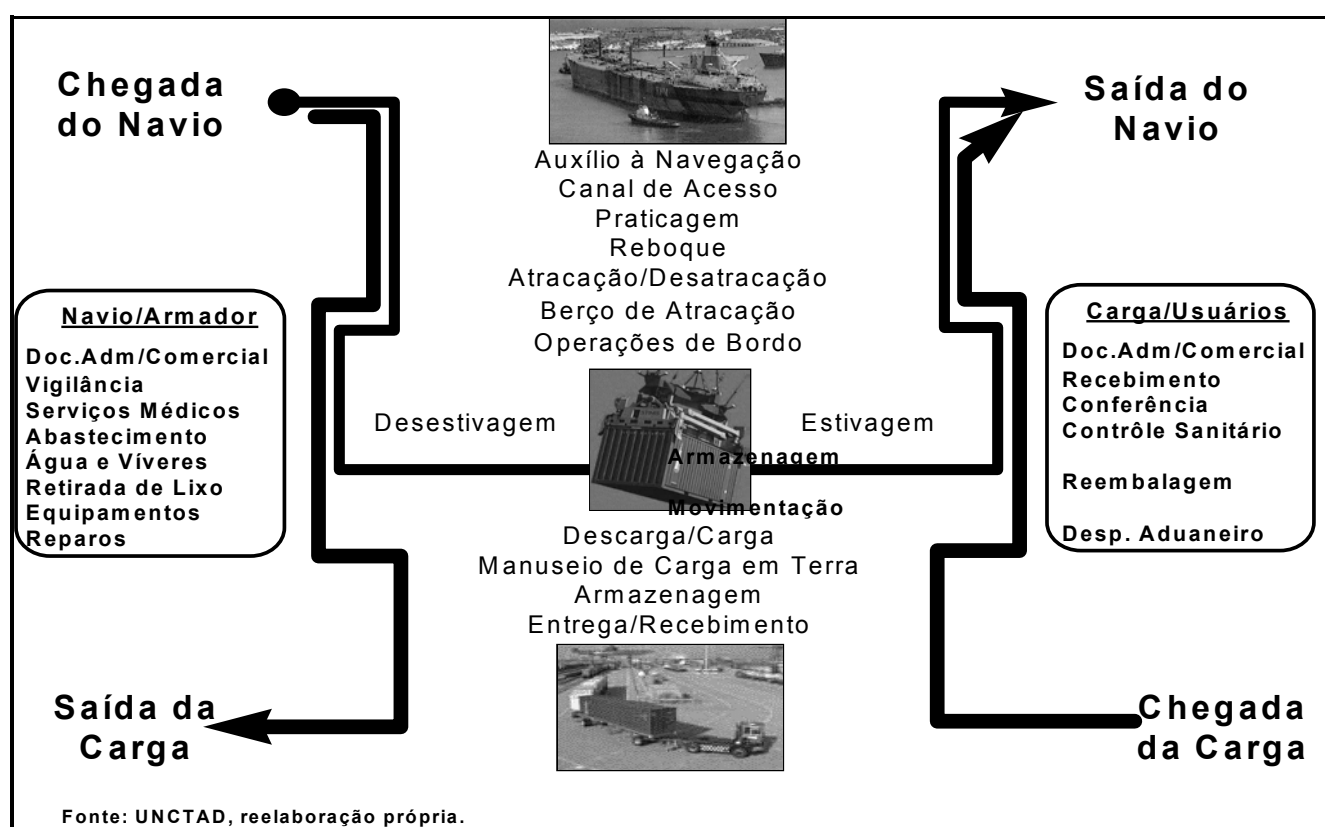 Chegada
do Navio
Saída do
Navio
Auxílio à Navegação
Canal de Acesso
Praticagem
Reboque
Atracação/Desatracação
Berço de Atracação
Operações de Bordo
Navio/Armador
Doc.Adm/Comercial
Vigilância
Serviços Médicos
Abastecimento
Água e Víveres
Retirada de Lixo
Equipamentos
Reparos
Desestivagem
Estivagem
Armazenagem
Movimentação
Carga/Usuários
Doc.Adm/Comercial
Recebimento
Conferência
Contrôle Sanitário
Reembalagem
Desp. Aduaneiro
Descarga/Carga
Manuseio de Carga em Terra
Armazenagem
Entrega/Recebimento
Saída da
Carga
Chegada
da Carga
Fonte: UNCTAD, reelaboração própria.